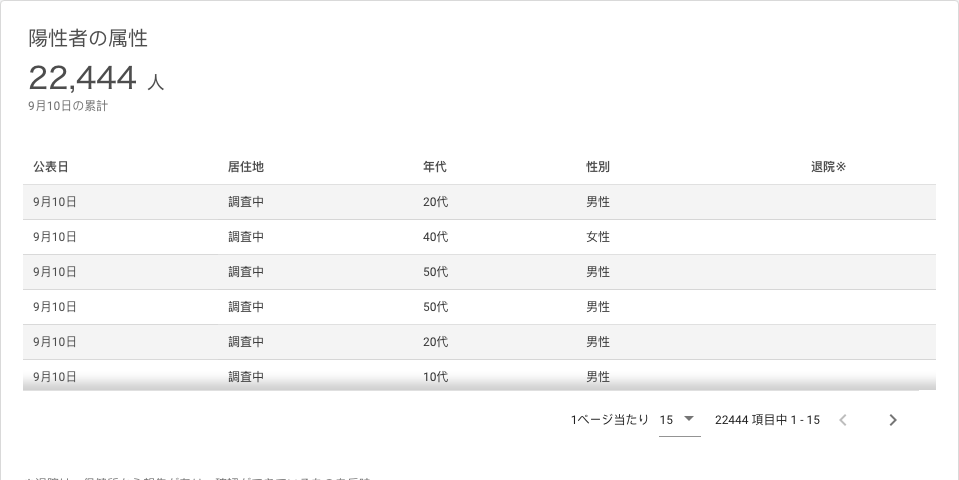 陽性者の属性
22,444 人
9月10日の累計
公表日 居住地 年代 性別 退院※
9月10日 調査中 20代 男性
9月10日 調査中 40代 女性
9月10日 調査中 50代 男性
9月10日 調査中 50代 男性
9月10日 調査中 20代 男性
9月10日 調査中 10代 男性
1ページ当たり 15 22444 項目中 1 - 15